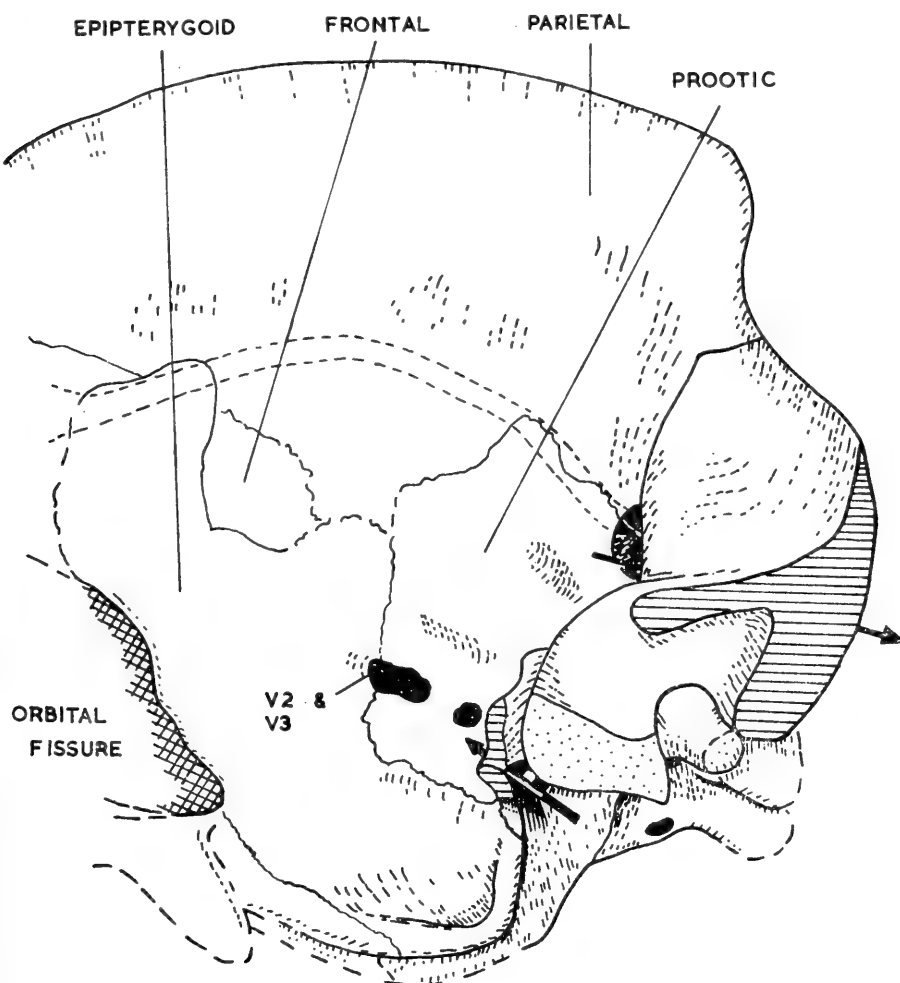 EPIPTERYGOID
FRONTAL
PARIETAL
PROOTIC
V2 &
V3
ORBITAL
FISSURE